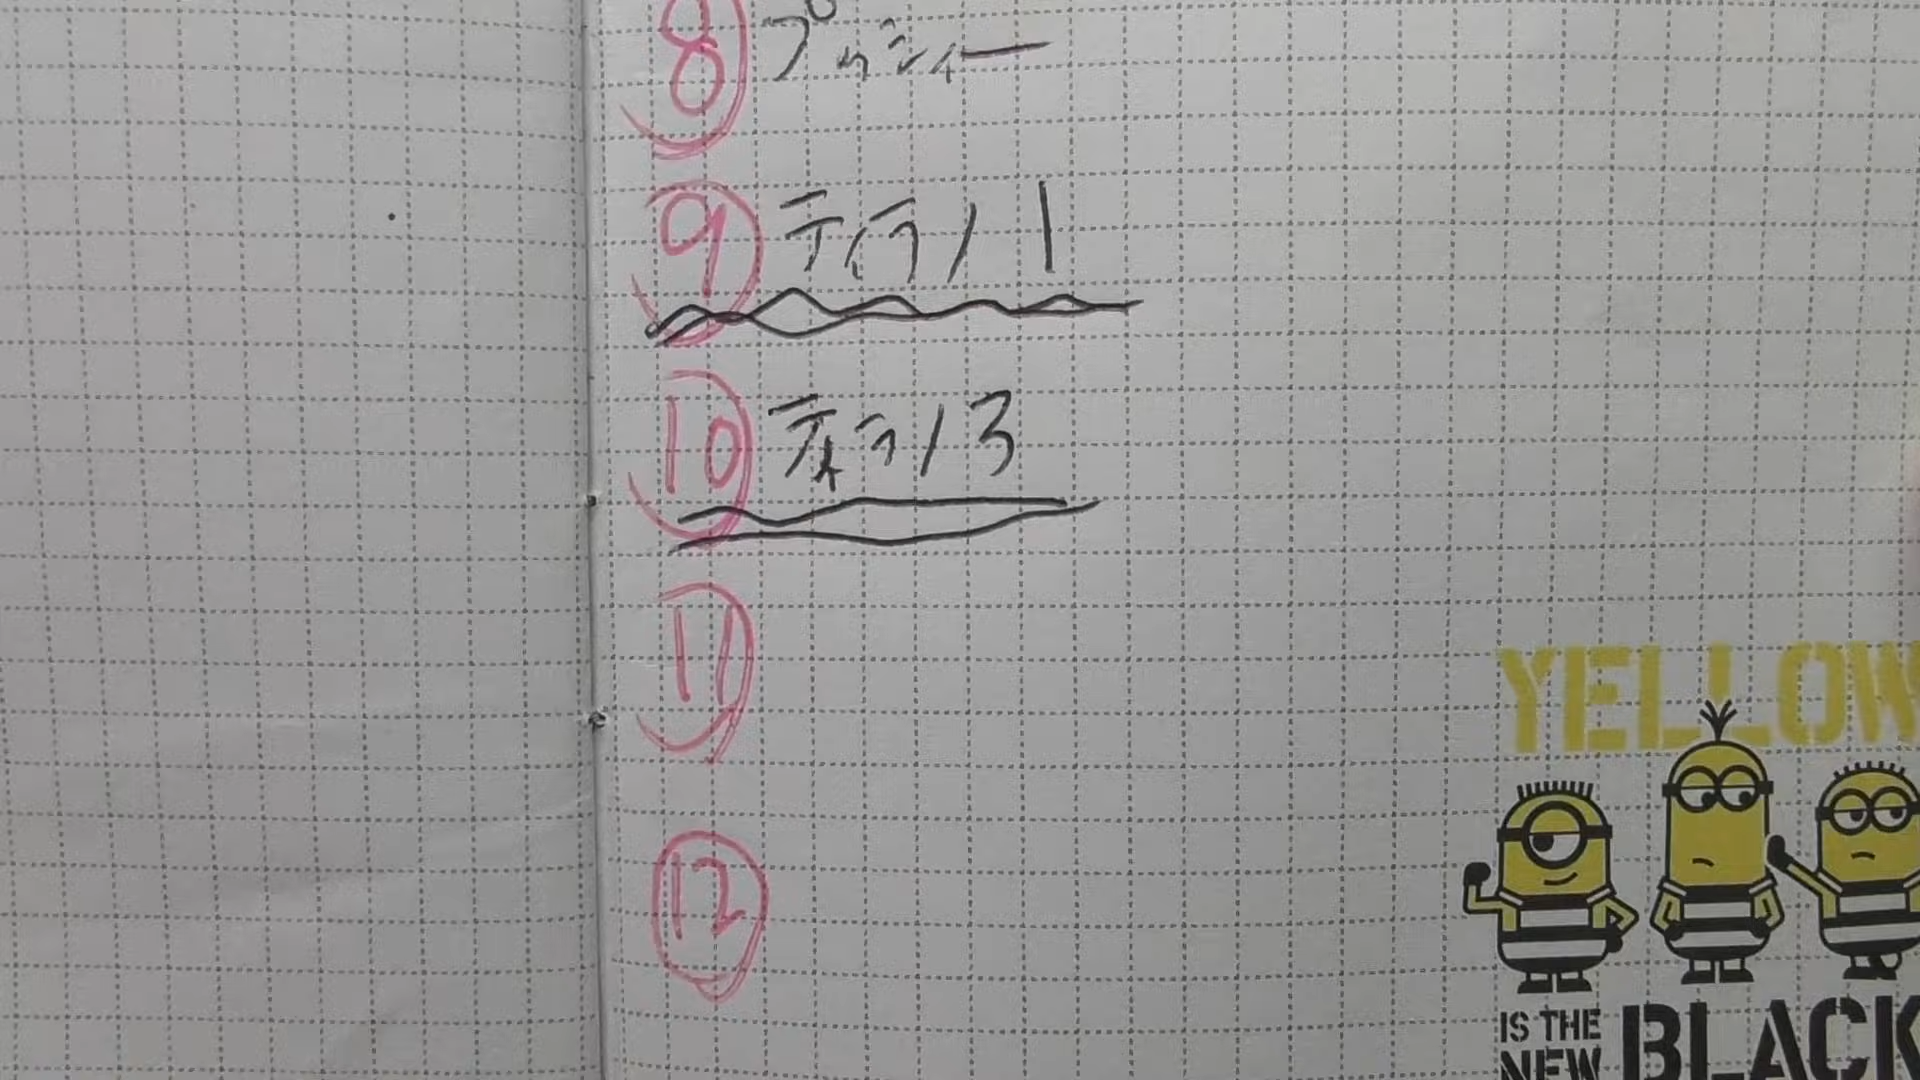 ⑧ プッシィー
⑨ ティラノ 1
⑩ ティラノ 3
⑪
⑫
YELLOW
IS THE
NEW BLACK